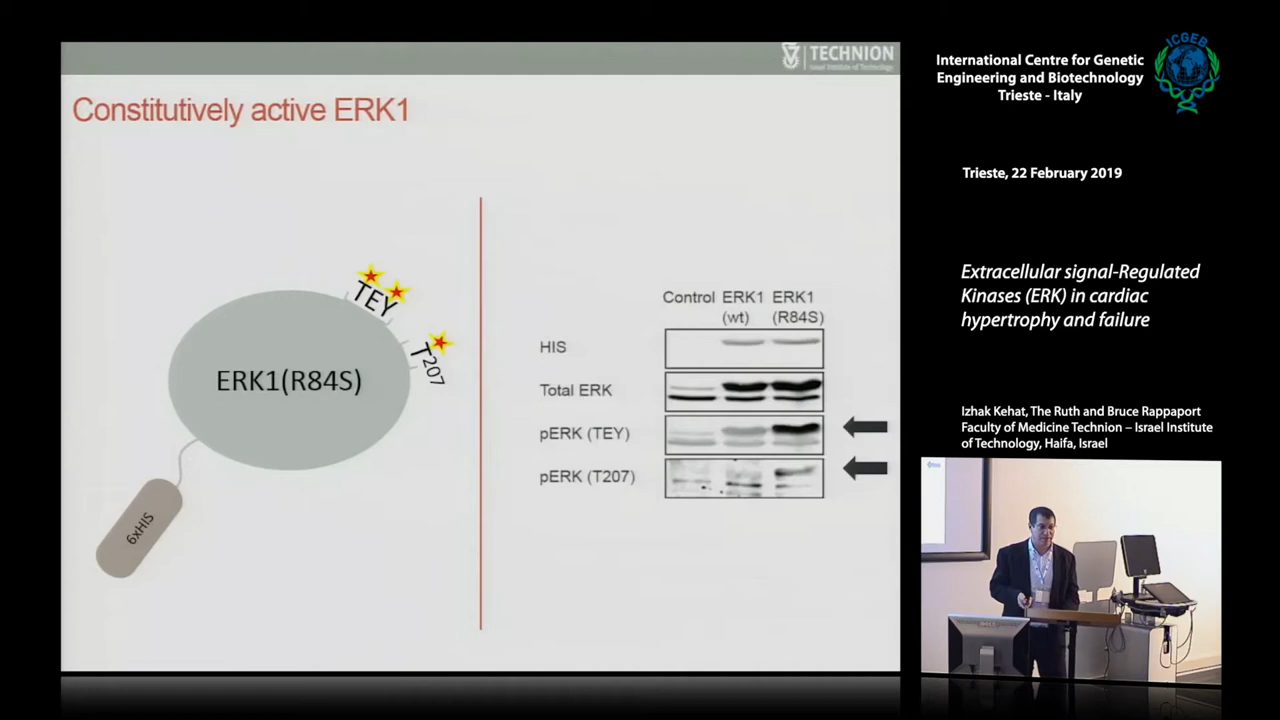 TECHNION
Israel Institute of Technology
Constitutively active ERK1
TEY
T207
ERK1(R84S)
6xHIS
Control ERK1 ERK1
(wt) (R84S)
HIS
Total ERK
pERK (TEY)
pERK (T207)
International Centre for Genetic
Engineering and Biotechnology
Trieste - Italy
ICGEB
Trieste, 22 February 2019
Extracellular signal-Regulated
Kinases (ERK) in cardiac
hypertrophy and failure
Izhak Kehat, The Ruth and Bruce Rappaport
Faculty of Medicine Technion – Israel Institute
of Technology, Haifa, Israel